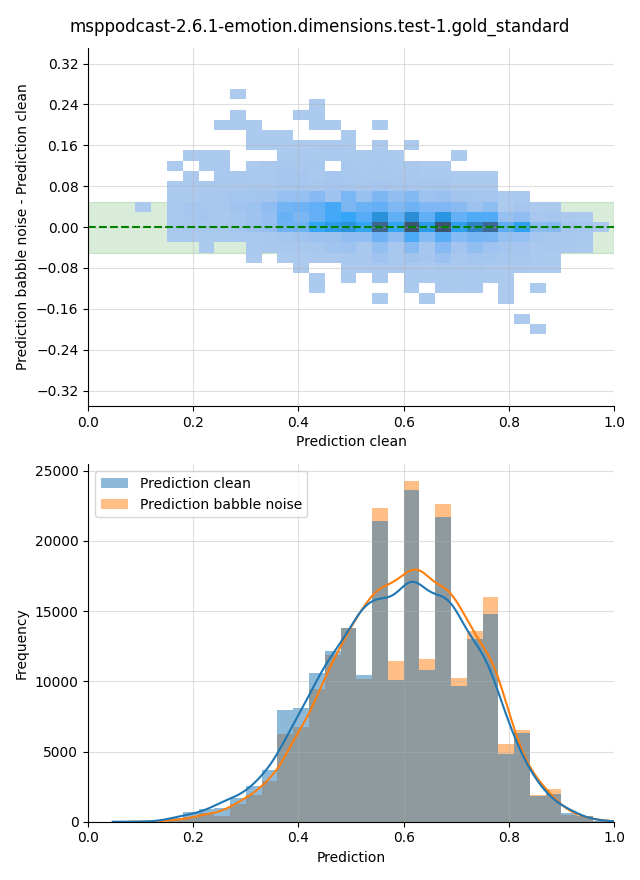 msppodcast-2.6.1-emotion.dimensions.test-1.gold_standard
Prediction babble noise - Prediction clean
0.32
0.24
0.16
0.08
0.00
−0.08
−0.16
−0.24
−0.32
0.0 0.2 0.4 0.6 0.8 1.0
Prediction clean
Frequency
25000
20000
15000
10000
5000
0
Prediction clean
Prediction babble noise
0.0 0.2 0.4 0.6 0.8 1.0
Prediction